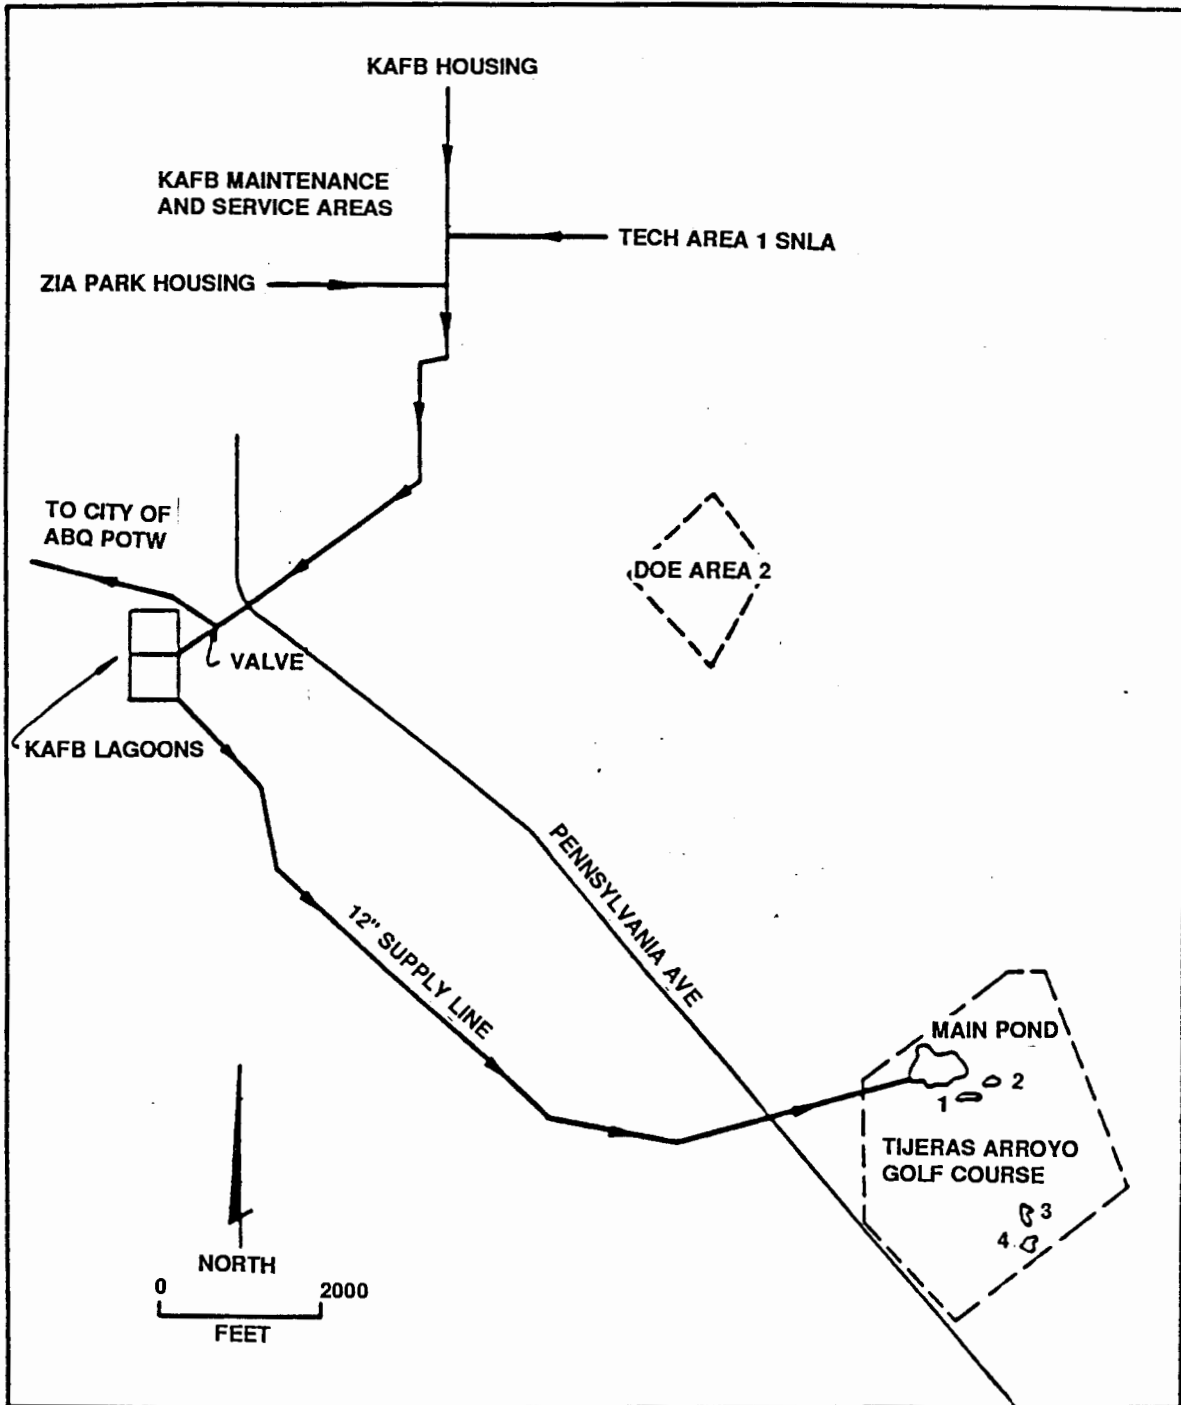 KAFB HOUSING
KAFB MAINTENANCE
AND SERVICE AREAS
TECH AREA 1 SNLA
ZIA PARK HOUSING
TO CITY OF
ABQ POTW
DOE AREA 2
VALVE
KAFB LAGOONS
PENNSYLVANIA AVE
12" SUPPLY LINE
MAIN POND
2
1
TIJERAS ARROYO
GOLF COURSE
3
4
NORTH
0 2000
FEET